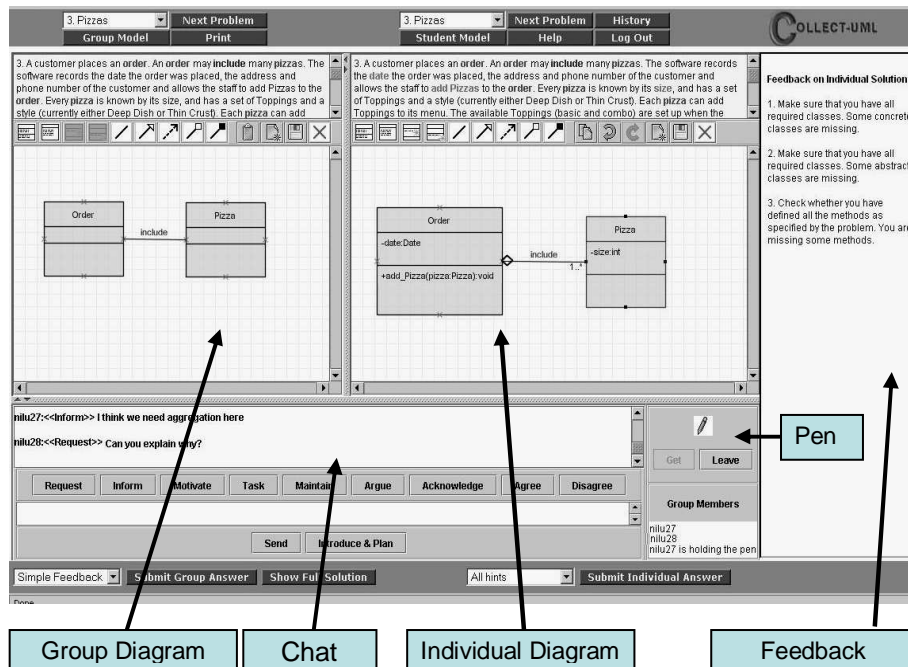 3. Pizzas
Next Problem
Group Model
Print
3. Pizzas
Next Problem
History
Student Model
Help
Log Out
COLLECT-UML
3. A customer places an order. An order may include many pizzas. The
software records the date the order was placed, the address and
phone number of the customer and allows the staff to add Pizzas to the
order. Every pizza is known by its size, and has a set of Toppings and a
style (currently either Deep Dish or Thin Crust). Each pizza can add
3. A customer places an order. An order may include many pizzas. The software records
the date the order was placed, the address and phone number of the customer and
allows the staff to add Pizzas to the order. Every pizza is known by its size, and has a set
of Toppings and a style (currently either Deep Dish or Thin Crust). Each pizza can add
Toppings to its menu. The available Toppings (basic and combo) are set up when the
Feedback on Individual Solution
1. Make sure that you have all
required classes. Some concrete
classes are missing.
2. Make sure that you have all
required classes. Some abstract
classes are missing.
3. Check whether you have
defined all the methods as
specified by the problem. You are
missing some methods.
Order
include
Pizza
Order
-date:Date
+add_Pizza(pizza:Pizza):void
include
1..*
Pizza
-size:int
nilu27:<<Inform>> I think we need aggregation here
nilu28:<<Request>> Can you explain why?
Request
Inform
Motivate
Task
Maintain
Argue
Acknowledge
Agree
Disagree
Send
Introduce & Plan
Get
Leave
Group Members
nilu27
nilu28
nilu27 is holding the pen
Pen
Simple Feedback
Submit Group Answer
Show Full Solution
All hints
Submit Individual Answer
Done
Group Diagram
Chat
Individual Diagram
Feedback